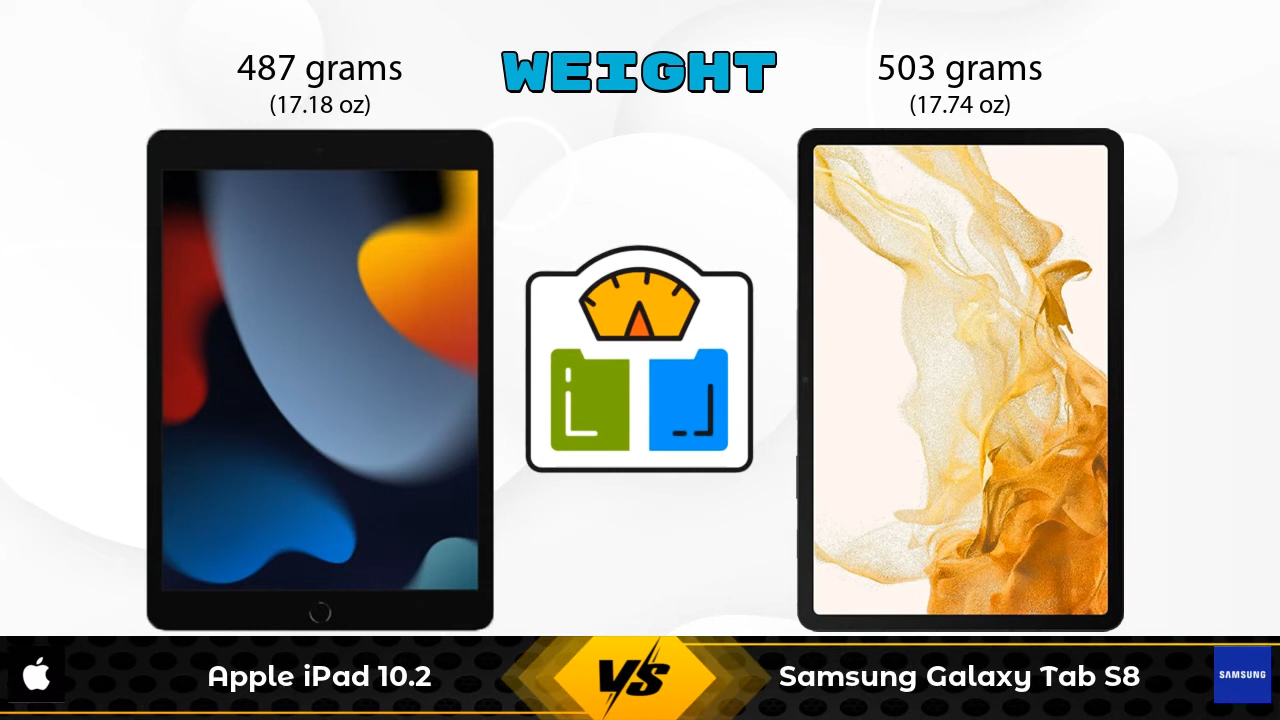 WEIGHT
487 grams
(17.18 oz)
503 grams
(17.74 oz)
Apple iPad 10.2
VS
Samsung Galaxy Tab S8
SAMSUNG